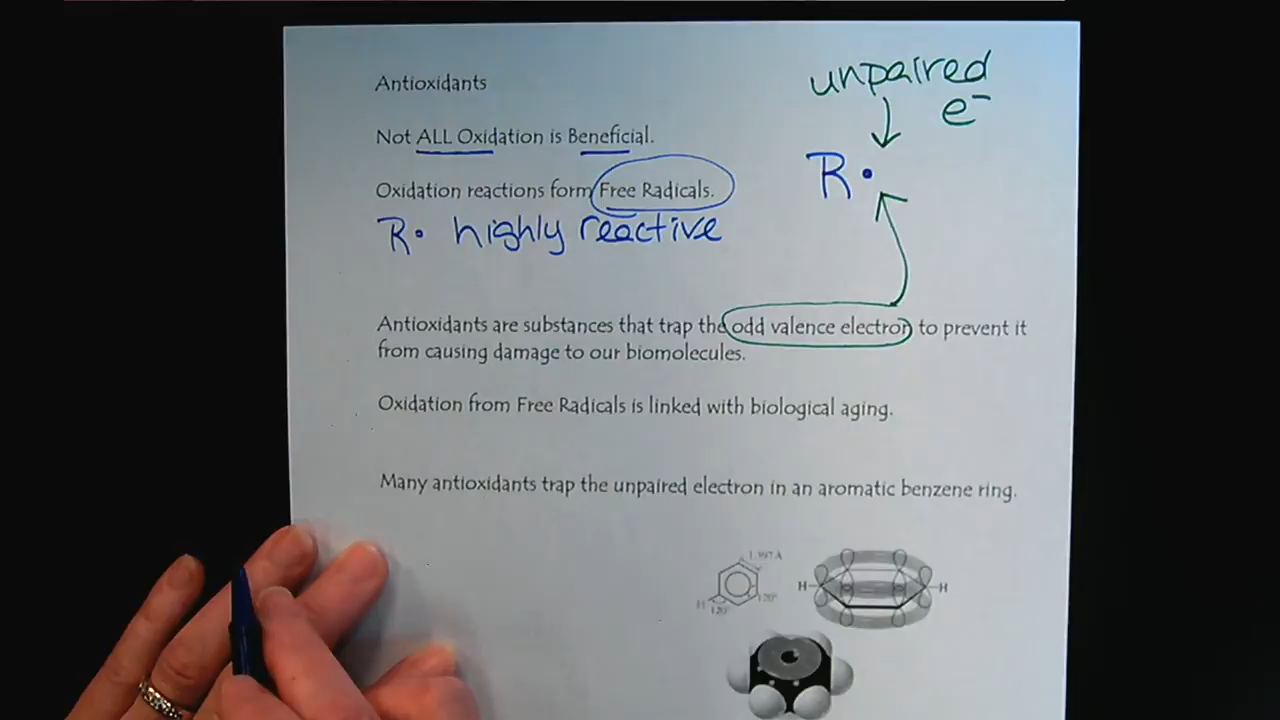 Antioxidants
unpaired
e⁻
Not ALL Oxidation is Beneficial.
R •
Oxidation reactions form Free Radicals.
R• highly reactive
Antioxidants are substances that trap the odd valence electron to prevent it
from causing damage to our biomolecules.
Oxidation from Free Radicals is linked with biological aging.
Many antioxidants trap the unpaired electron in an aromatic benzene ring.
H 120° 120°
H H